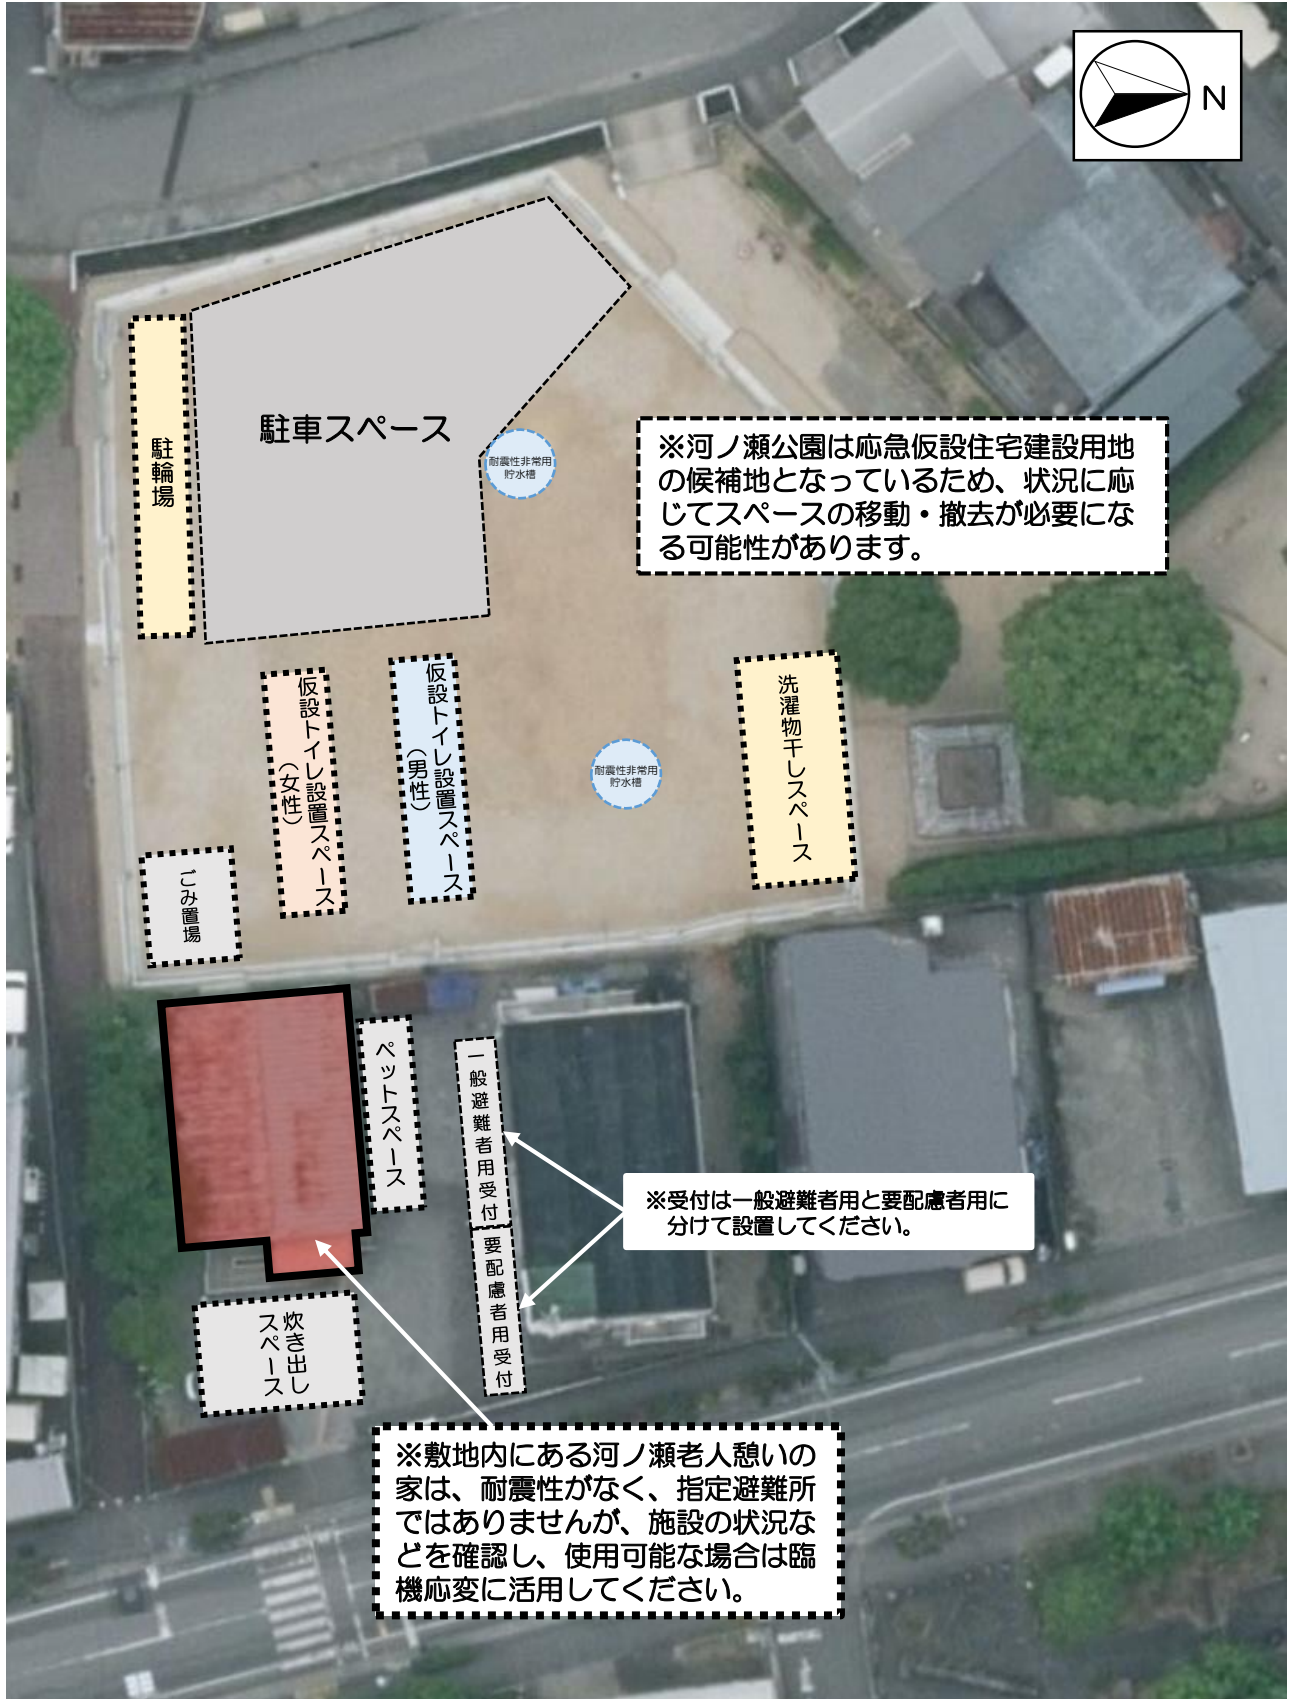 N
駐車スペース
駐輪場
耐震性非常用
貯水槽
※河ノ瀬公園は応急仮設住宅建設用地
の候補地となっているため、状況に応
じてスペースの移動・撤去が必要にな
る可能性があります。
仮設トイレ設置スペース
（女性）
仮設トイレ設置スペース
（男性）
耐震性非常用
貯水槽
洗濯物干しスペース
ごみ置場
ペットスペース
一般避難者用受付
要配慮者用受付
※受付は一般避難者用と要配慮者用に
分けて設置してください。
炊き出し
スペース
※敷地内にある河ノ瀬老人憩いの
家は、耐震性がなく、指定避難所
ではありませんが、施設の状況な
どを確認し、使用可能な場合は臨
機応変に活用してください。